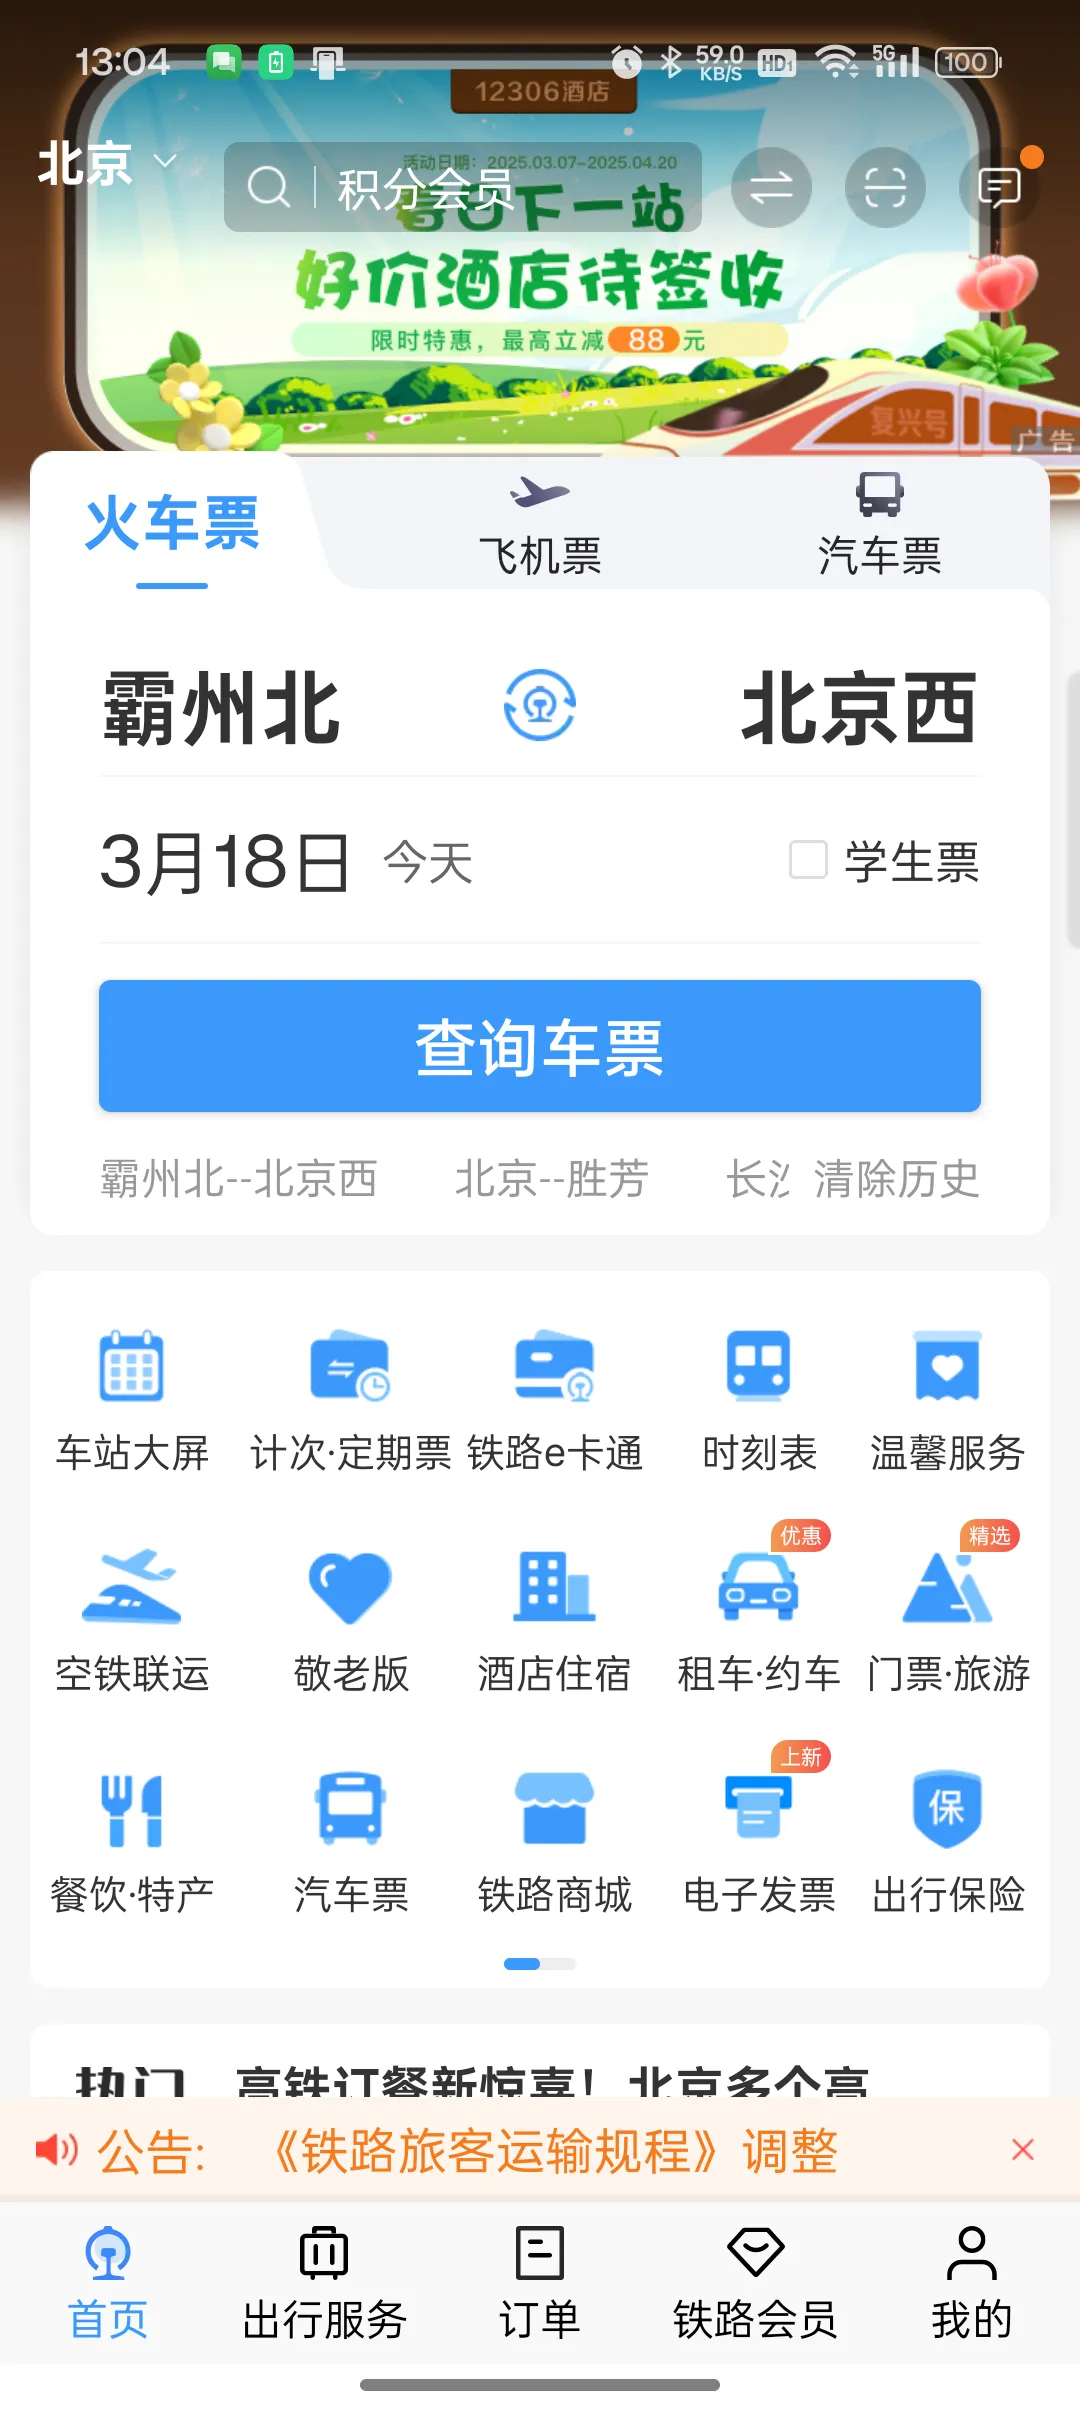 13:04
59.0
KB/S
HD1
5G
100
12306酒店
北京
活动日期：2025.03.07-2025.04.20
积分会员
春日下一站
好价酒店待签收
限时特惠，最高立减88元
复兴号
广告
火车票
飞机票
汽车票
霸州北
北京西
3月18日 今天
学生票
查询车票
霸州北--北京西
北京--胜芳
清除历史
车站大屏
计次·定期票
铁路e卡通
时刻表
温馨服务
优惠
精选
空铁联运
敬老版
酒店住宿
租车·约车
门票·旅游
上新
保
餐饮·特产
汽车票
铁路商城
电子发票
出行保险
热门
高铁订餐新惊喜！北京多个高
公告:
《铁路旅客运输规程》调整
首页
出行服务
订单
铁路会员
我的